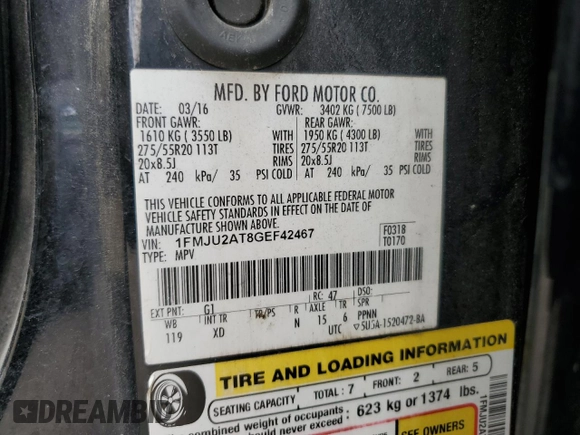 MFD. BY FORD MOTOR CO.
DATE: 03/16 GVWR: 3402 KG ( 7500 LB)
FRONT GAWR: REAR GAWR:
1610 KG ( 3550 LB) WITH 1950 KG ( 4300 LB) WITH
275/55R20 113T TIRES 275/55R20 113T TIRES
20x8.5J RIMS 20x8.5J RIMS
AT 240 kPa/ 35 PSI COLD AT 240 kPa/ 35 PSI COLD
THIS VEHICLE CONFORMS TO ALL APPLICABLE FEDERAL MOTOR
VEHICLE SAFETY STANDARDS IN EFFECT ON THE DATE OF
MANUFACTURE SHOWN ABOVE.
VIN: 1FMJU2AT8GEF42467 F0318
TYPE: MPV T0170
EXT PNT: G1 RC: 47 DSO:
WB INT TR TP/PS R AXLE TR SPR
119 XD N 15 6 PPNN
UTC 5U5A-1520472-BA
TIRE AND LOADING INFORMATION
SEATING CAPACITY TOTAL: 7 FRONT: 2 REAR: 5
combined weight of occupants: 623 kg or 1374 lbs.
1FMJU2A
DREAMBID